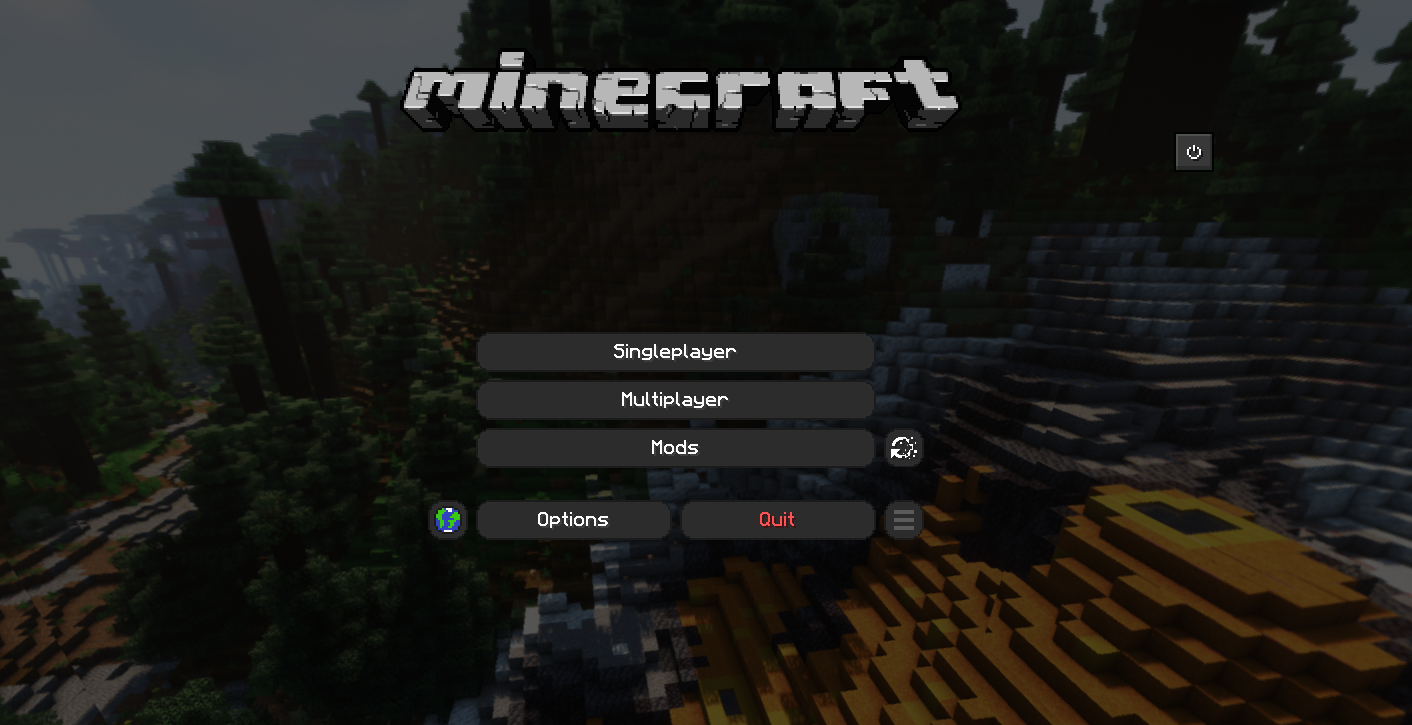 minecraft
Singleplayer
Multiplayer
Mods
Options
Quit